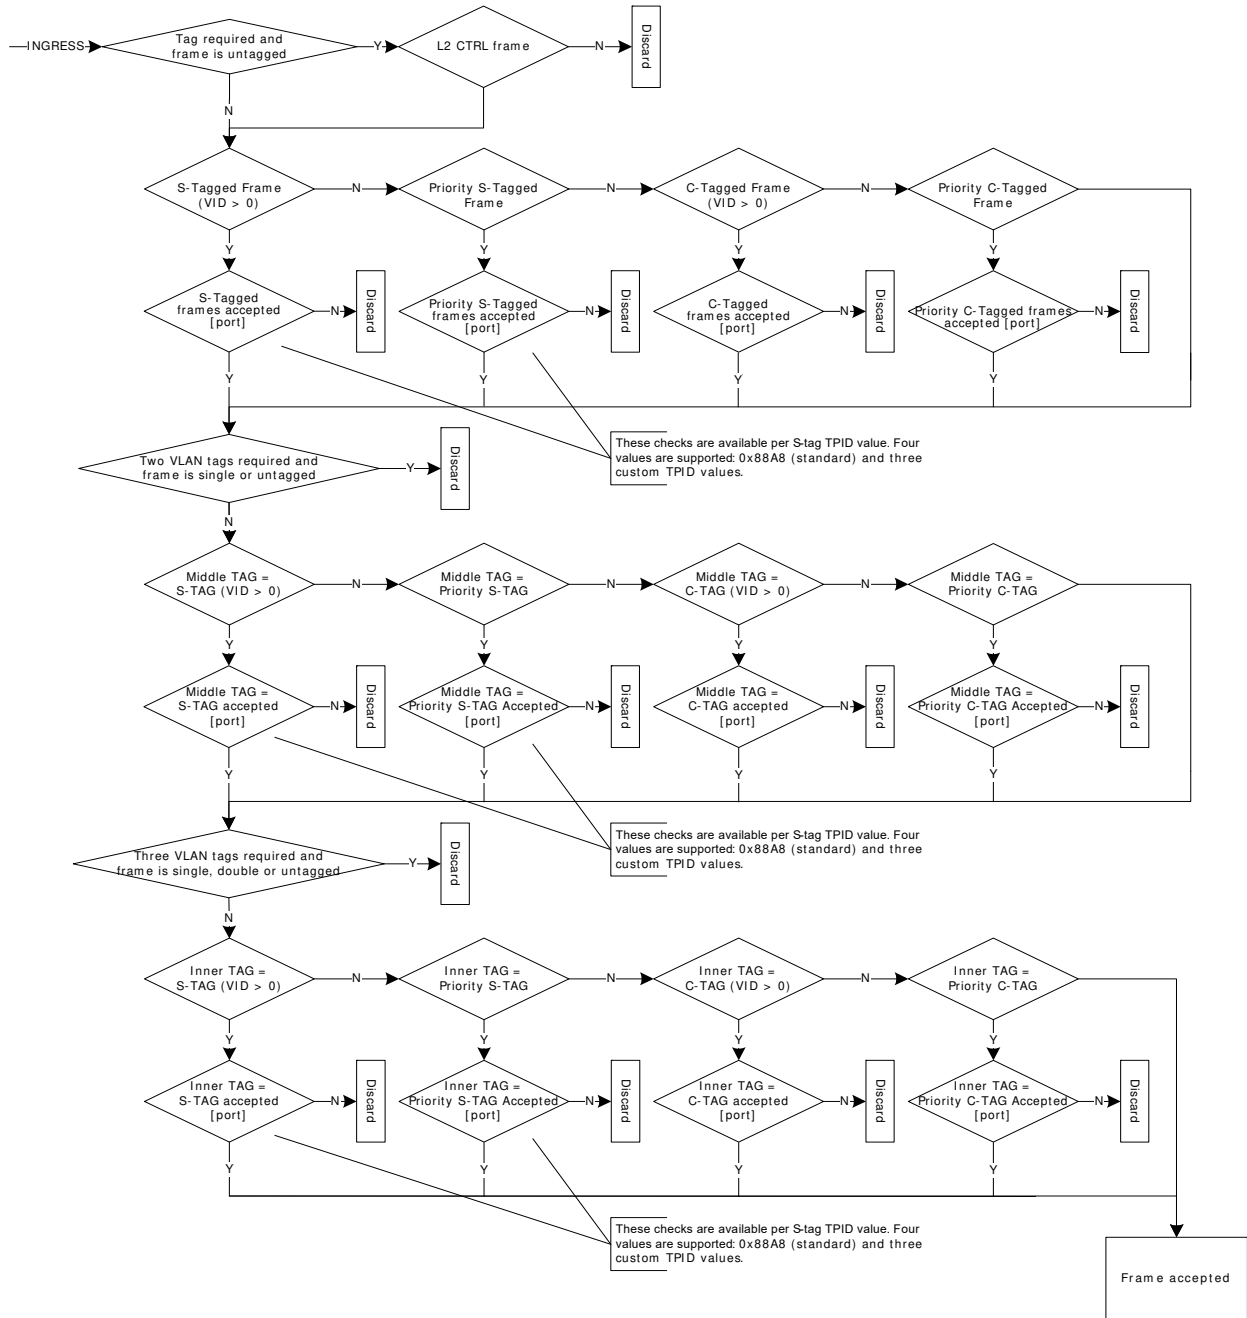 INGRESS
Tag required and
frame is untagged
Y
L2 CTRL frame
N
Discard
N
S-Tagged Frame
(VID > 0)
N
Priority S-Tagged
Frame
N
C-Tagged Frame
(VID > 0)
N
Priority C-Tagged
Frame
Y
Y
Y
Y
S-Tagged
frames accepted
[port]
N
Discard
Priority S-Tagged
frames accepted
[port]
N
Discard
C-Tagged
frames accepted
[port]
N
Discard
Priority C-Tagged frames
accepted [port]
N
Discard
Y
Y
Y
Y
These checks are available per S-tag TPID value. Four
values are supported: 0x88A8 (standard) and three
custom TPID values.
Two VLAN tags required and
frame is single or untagged
Y
Discard
N
Middle TAG =
S-TAG (VID > 0)
N
Middle TAG =
Priority S-TAG
N
Middle TAG =
C-TAG (VID > 0)
N
Middle TAG =
Priority C-TAG
Y
Y
Y
Y
Middle TAG =
S-TAG accepted
[port]
N
Discard
Middle TAG =
Priority S-TAG Accepted
[port]
N
Discard
Middle TAG =
C-TAG accepted
[port]
N
Discard
Middle TAG =
Priority C-TAG Accepted
[port]
N
Discard
Y
Y
Y
Y
These checks are available per S-tag TPID value. Four
values are supported: 0x88A8 (standard) and three
custom TPID values.
Three VLAN tags required and
frame is single, double or untagged
Y
Discard
N
Inner TAG =
S-TAG (VID > 0)
N
Inner TAG =
Priority S-TAG
N
Inner TAG =
C-TAG (VID > 0)
N
Inner TAG =
Priority C-TAG
Y
Y
Y
Y
Inner TAG =
S-TAG accepted
[port]
N
Discard
Inner TAG =
Priority S-TAG Accepted
[port]
N
Discard
Inner TAG =
C-TAG accepted
[port]
N
Discard
Inner TAG =
Priority C-TAG Accepted
[port]
N
Discard
Y
Y
Y
Y
These checks are available per S-tag TPID value. Four
values are supported: 0x88A8 (standard) and three
custom TPID values.
Frame accepted